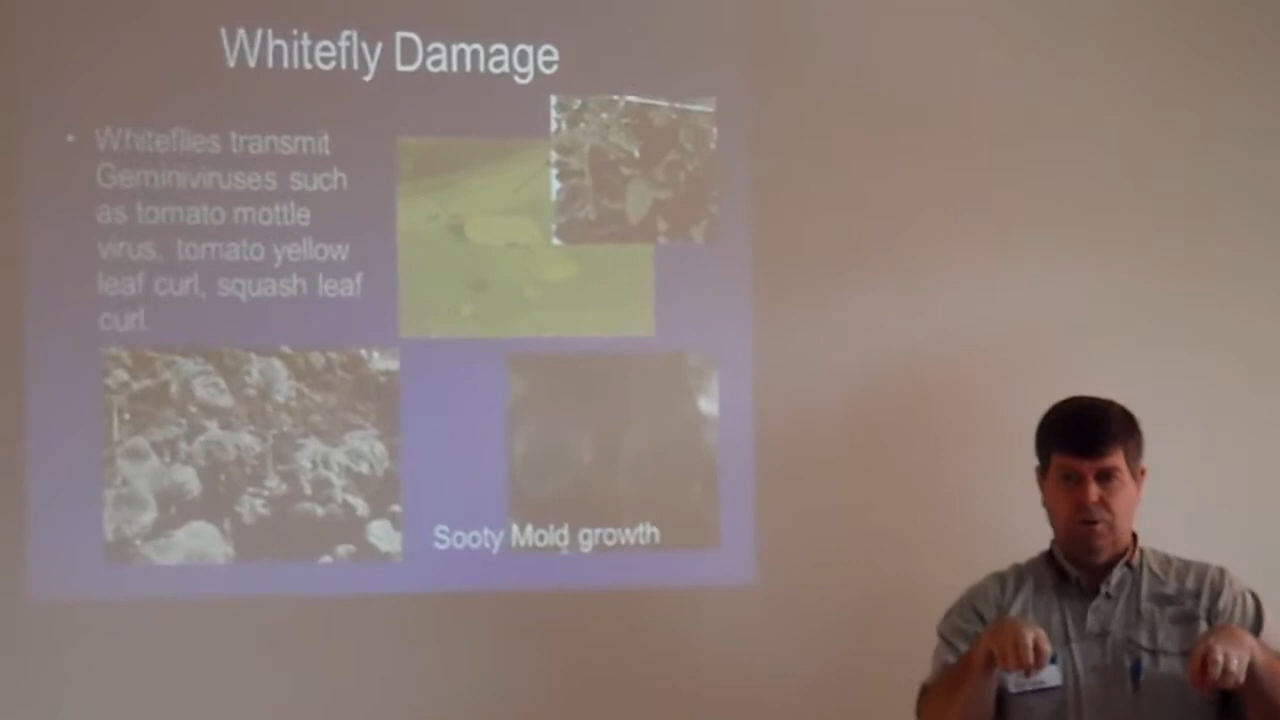 Whitefly Damage
• Whiteflies transmit
Geminiviruses such
as tomato mottle
virus, tomato yellow
leaf curl, squash leaf
curl.
Sooty Mold growth